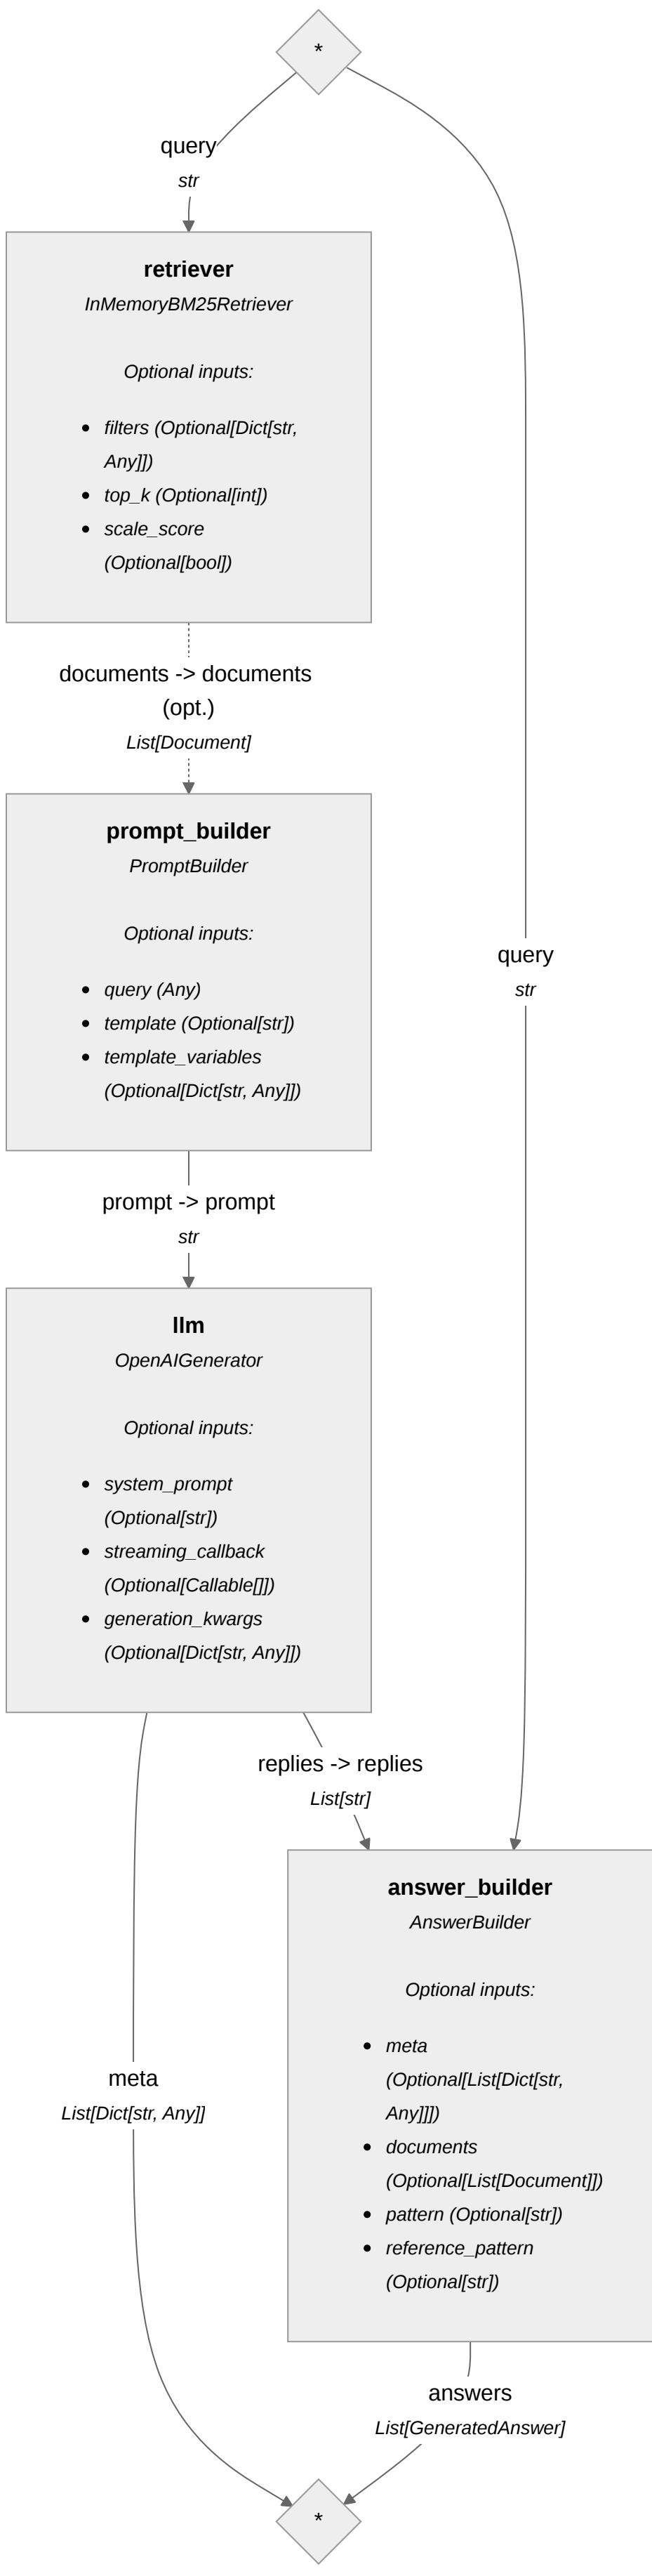 *
query
str
retriever
InMemoryBM25Retriever
Optional inputs:
• filters (Optional[Dict[str,
Any]])
• top_k (Optional[int])
• scale_score
(Optional[bool])
documents -> documents
(opt.)
List[Document]
prompt_builder
PromptBuilder
Optional inputs:
• query (Any)
• template (Optional[str])
• template_variables
(Optional[Dict[str, Any]])
query
str
prompt -> prompt
str
llm
OpenAIGenerator
Optional inputs:
• system_prompt
(Optional[str])
• streaming_callback
(Optional[Callable[]])
• generation_kwargs
(Optional[Dict[str, Any]])
replies -> replies
List[str]
answer_builder
AnswerBuilder
Optional inputs:
• meta
(Optional[List[Dict[str,
Any]]])
• documents
(Optional[List[Document]])
• pattern (Optional[str])
• reference_pattern
(Optional[str])
meta
List[Dict[str, Any]]
answers
List[GeneratedAnswer]
*